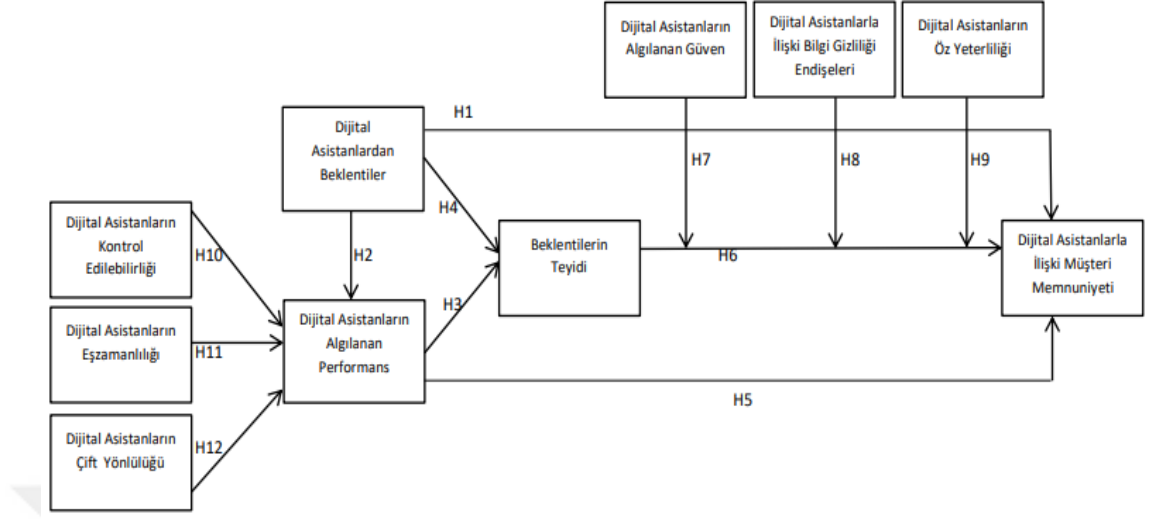 Dijital Asistanların
Algılanan Güven
Dijital Asistanlarla
İlişki Bilgi Gizliliği
Endişeleri
Dijital Asistanların
Öz Yeterliliği
H1
Dijital
Asistanlardan
Beklentiler
H7
H8
H9
H4
Dijital Asistanların
Kontrol
Edilebilirliği
H10
H2
Beklentilerin
Teyidi
H6
Dijital Asistanlarla
İlişki Müşteri
Memnuniyeti
H3
Dijital Asistanların
Eşzamanlılığı
H11
Dijital Asistanların
Algılanan
Performans
H5
Dijital Asistanların
Çift Yönlülüğü
H12